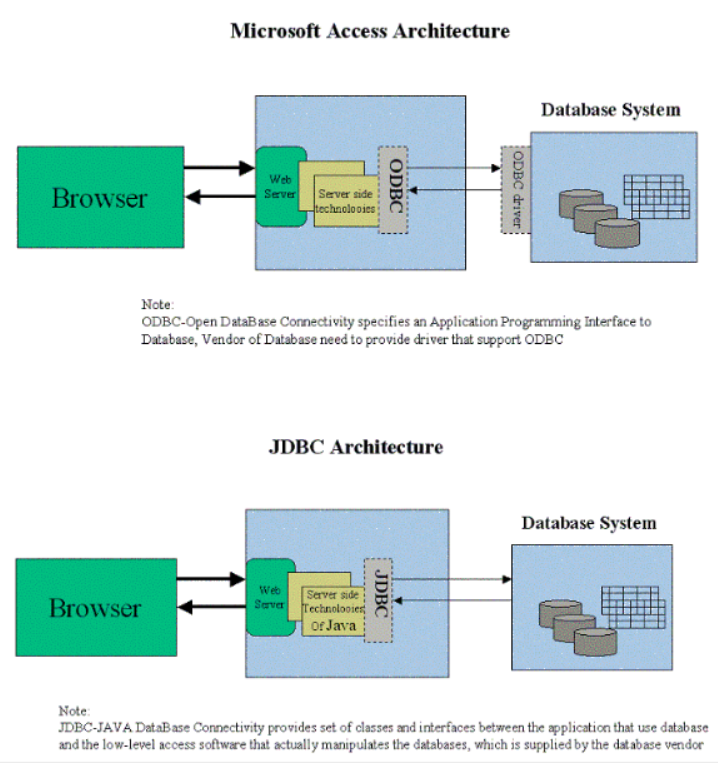 Microsoft Access Architecture
Database System
Browser
Web
Server
Server side
technolooies
ODBC
ODBC driver
Note:
ODBC-Open DataBase Connectivity specifies an Application Programming Interface to
Database, Vendor of Database need to provide driver that support ODBC
JDBC Architecture
Database System
Browser
Web
Server
Server side
Technolooies
Of Java
JDBC
Note:
JDBC-JAVA DataBase Connectivity provides set of classes and interfaces between the application that use database
and the low-level access software that actually manipulates the databases, which is supplied by the database vendor